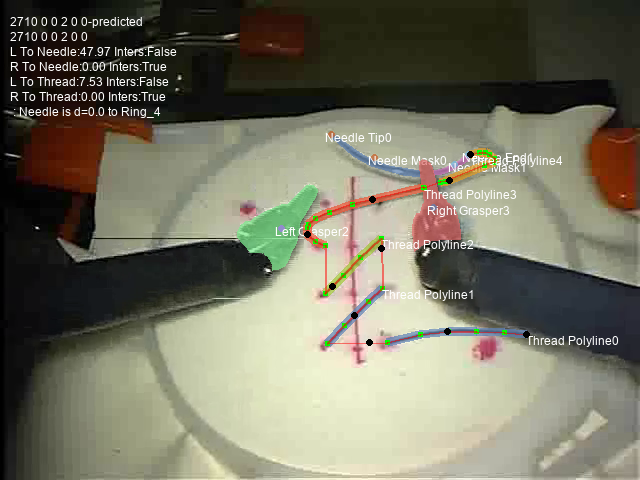 2710 0 0 2 0 0-predicted
2710 0 0 2 0 0
L To Needle:47.97 Inters:False
R To Needle:0.00 Inters:True
L To Thread:7.53 Inters:False
R To Thread:0.00 Inters:True
: Needle is d=0.0 to Ring_4
Needle Tip0
Needle Mask0
Thread Polyline4
Needle Mask1
Thread Polyline3
Right Grasper3
Left Grasper2
Thread Polyline2
Thread Polyline1
Thread Polyline0